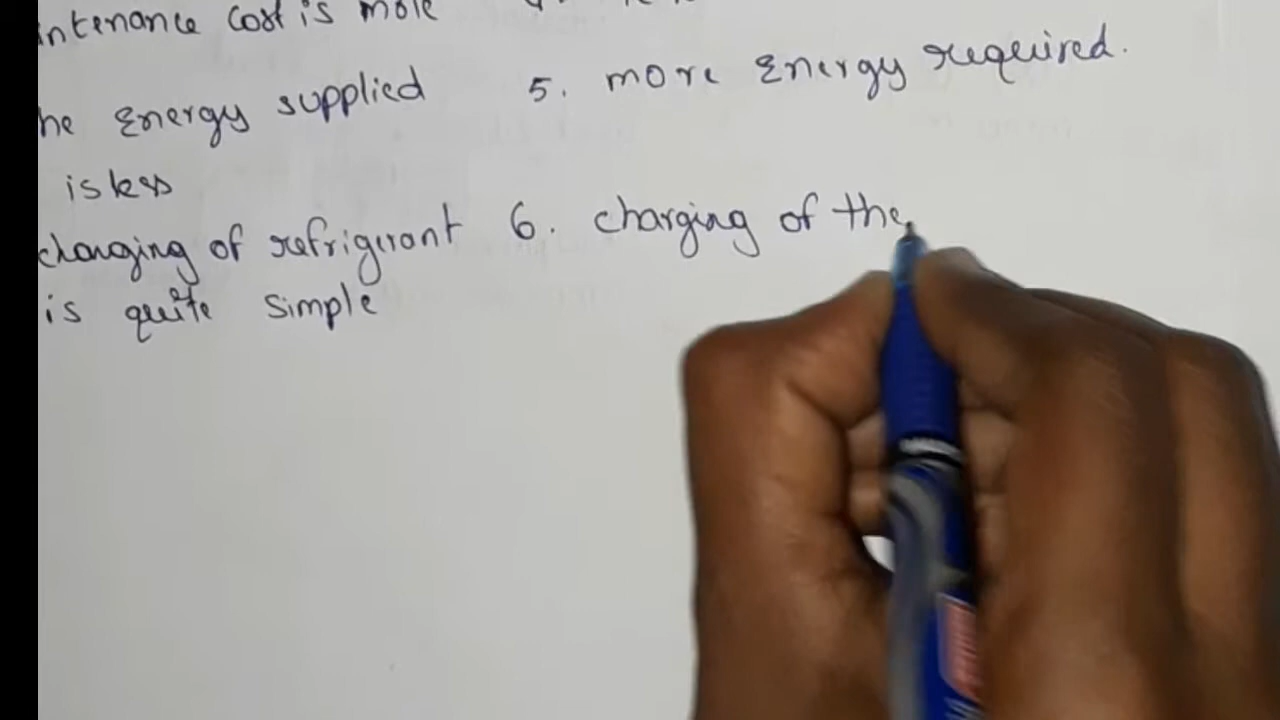 intenance cost is more
he Energy supplied 5. more Energy required.
is less
changing of refrigerant 6. charging of the
is quite simple